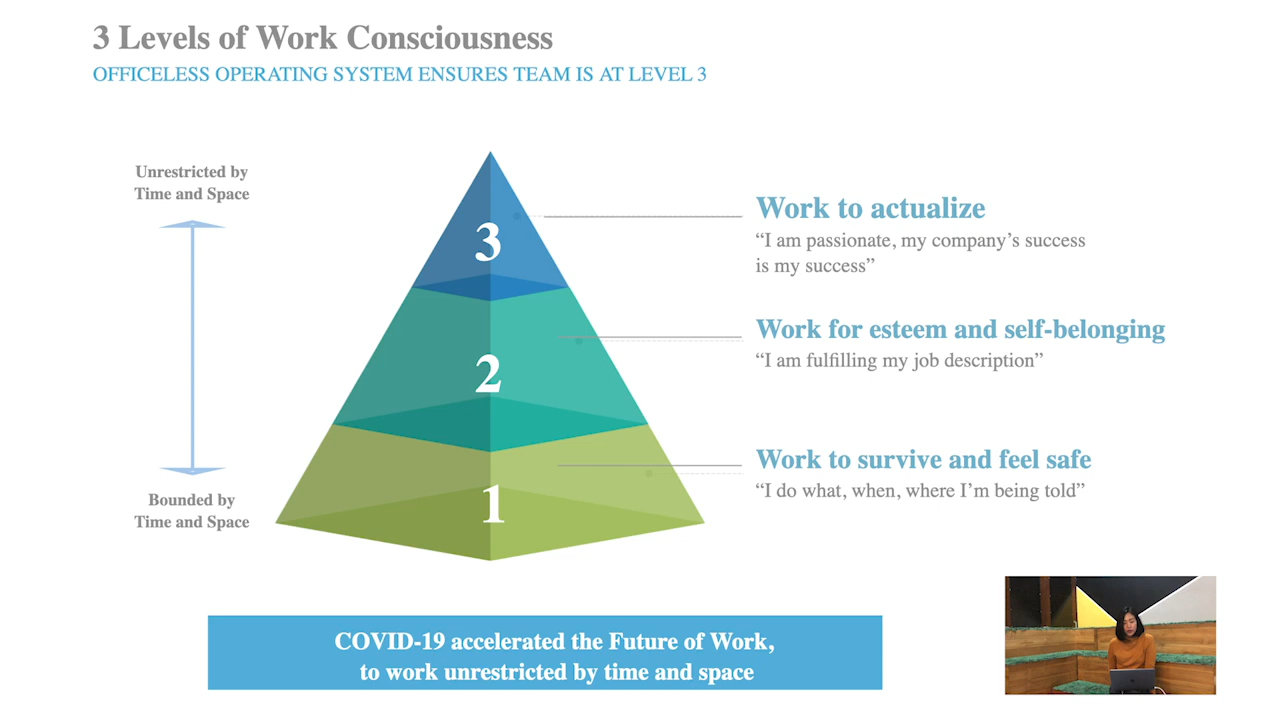 3 Levels of Work Consciousness
OFFICELESS OPERATING SYSTEM ENSURES TEAM IS AT LEVEL 3
Unrestricted by
Time and Space
3
Work to actualize
“I am passionate, my company’s success
is my success”
2
Work for esteem and self-belonging
“I am fulfilling my job description”
1
Work to survive and feel safe
“I do what, when, where I’m being told”
Bounded by
Time and Space
COVID-19 accelerated the Future of Work,
to work unrestricted by time and space